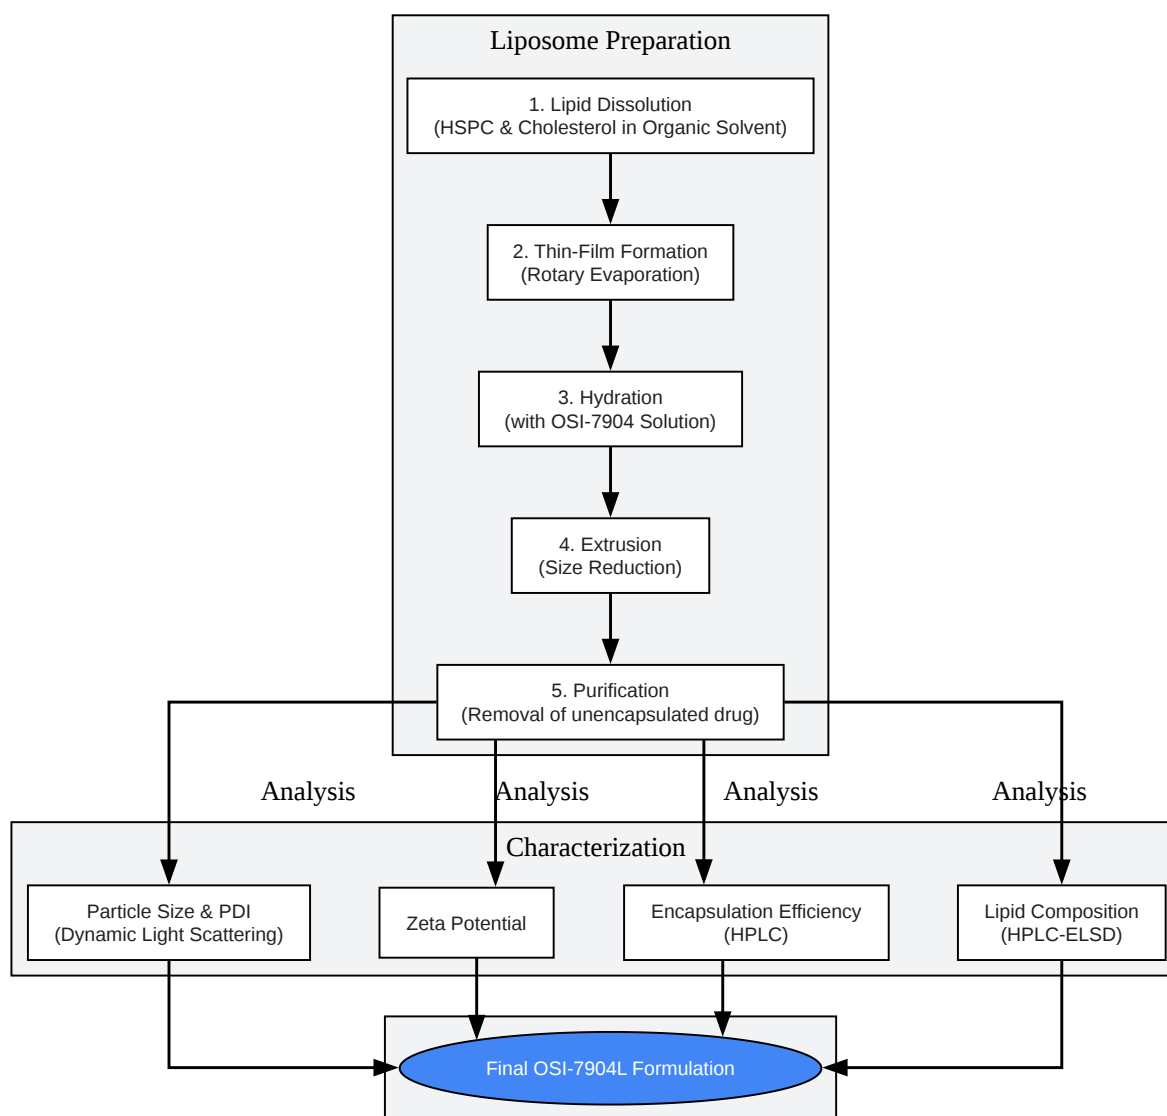 Liposome Preparation
1. Lipid Dissolution
(HSPC & Cholesterol in Organic Solvent)
2. Thin-Film Formation
(Rotary Evaporation)
3. Hydration
(with OSI-7904 Solution)
4. Extrusion
(Size Reduction)
5. Purification
(Removal of unencapsulated drug)
Analysis
Analysis
Analysis
Analysis
Characterization
Particle Size & PDI
(Dynamic Light Scattering)
Zeta Potential
Encapsulation Efficiency
(HPLC)
Lipid Composition
(HPLC-ELSD)
Final OSI-7904L Formulation